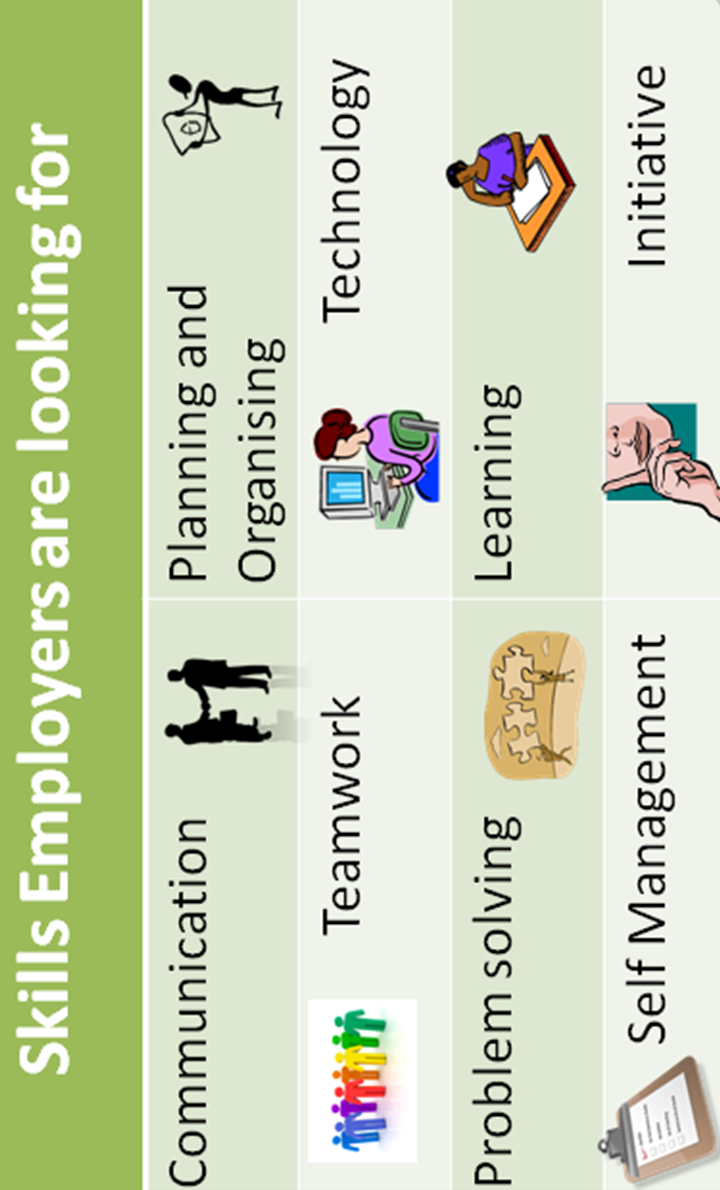 Skills Employers are looking for
Communication
Planning and
Organising
Teamwork
Technology
Problem solving
Learning
Self Management
Initiative